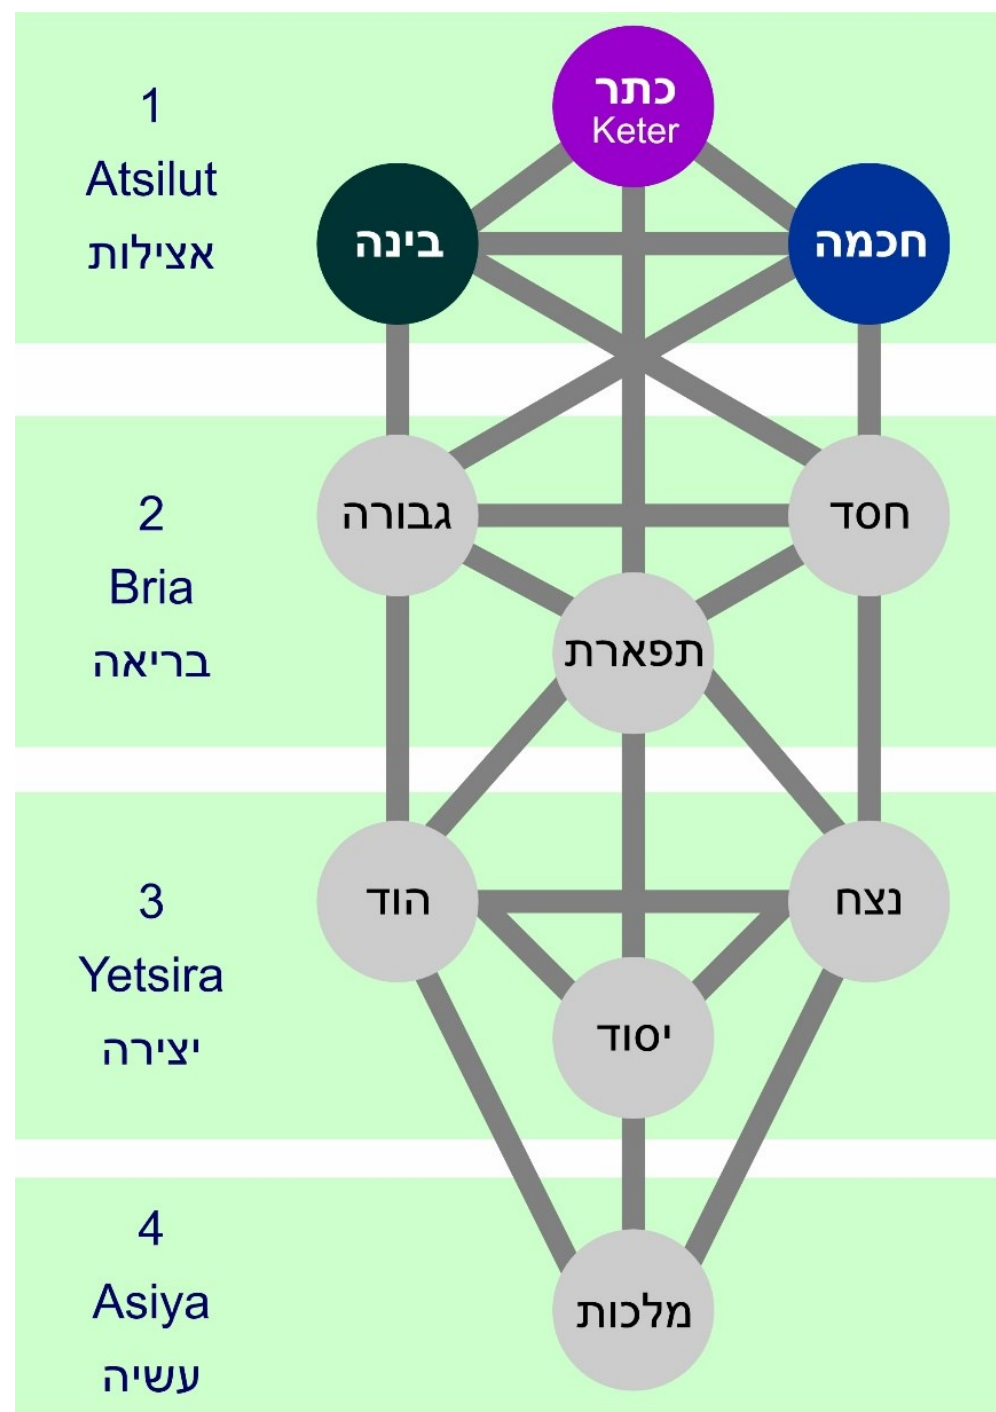 1
Atsilut
אצילות
כתר
Keter
בינה
חכמה
2
Bria
בריאה
גבורה
חסד
תפארת
3
Yetsira
יצירה
הוד
נצח
יסוד
4
Asiya
עשיה
מלכות